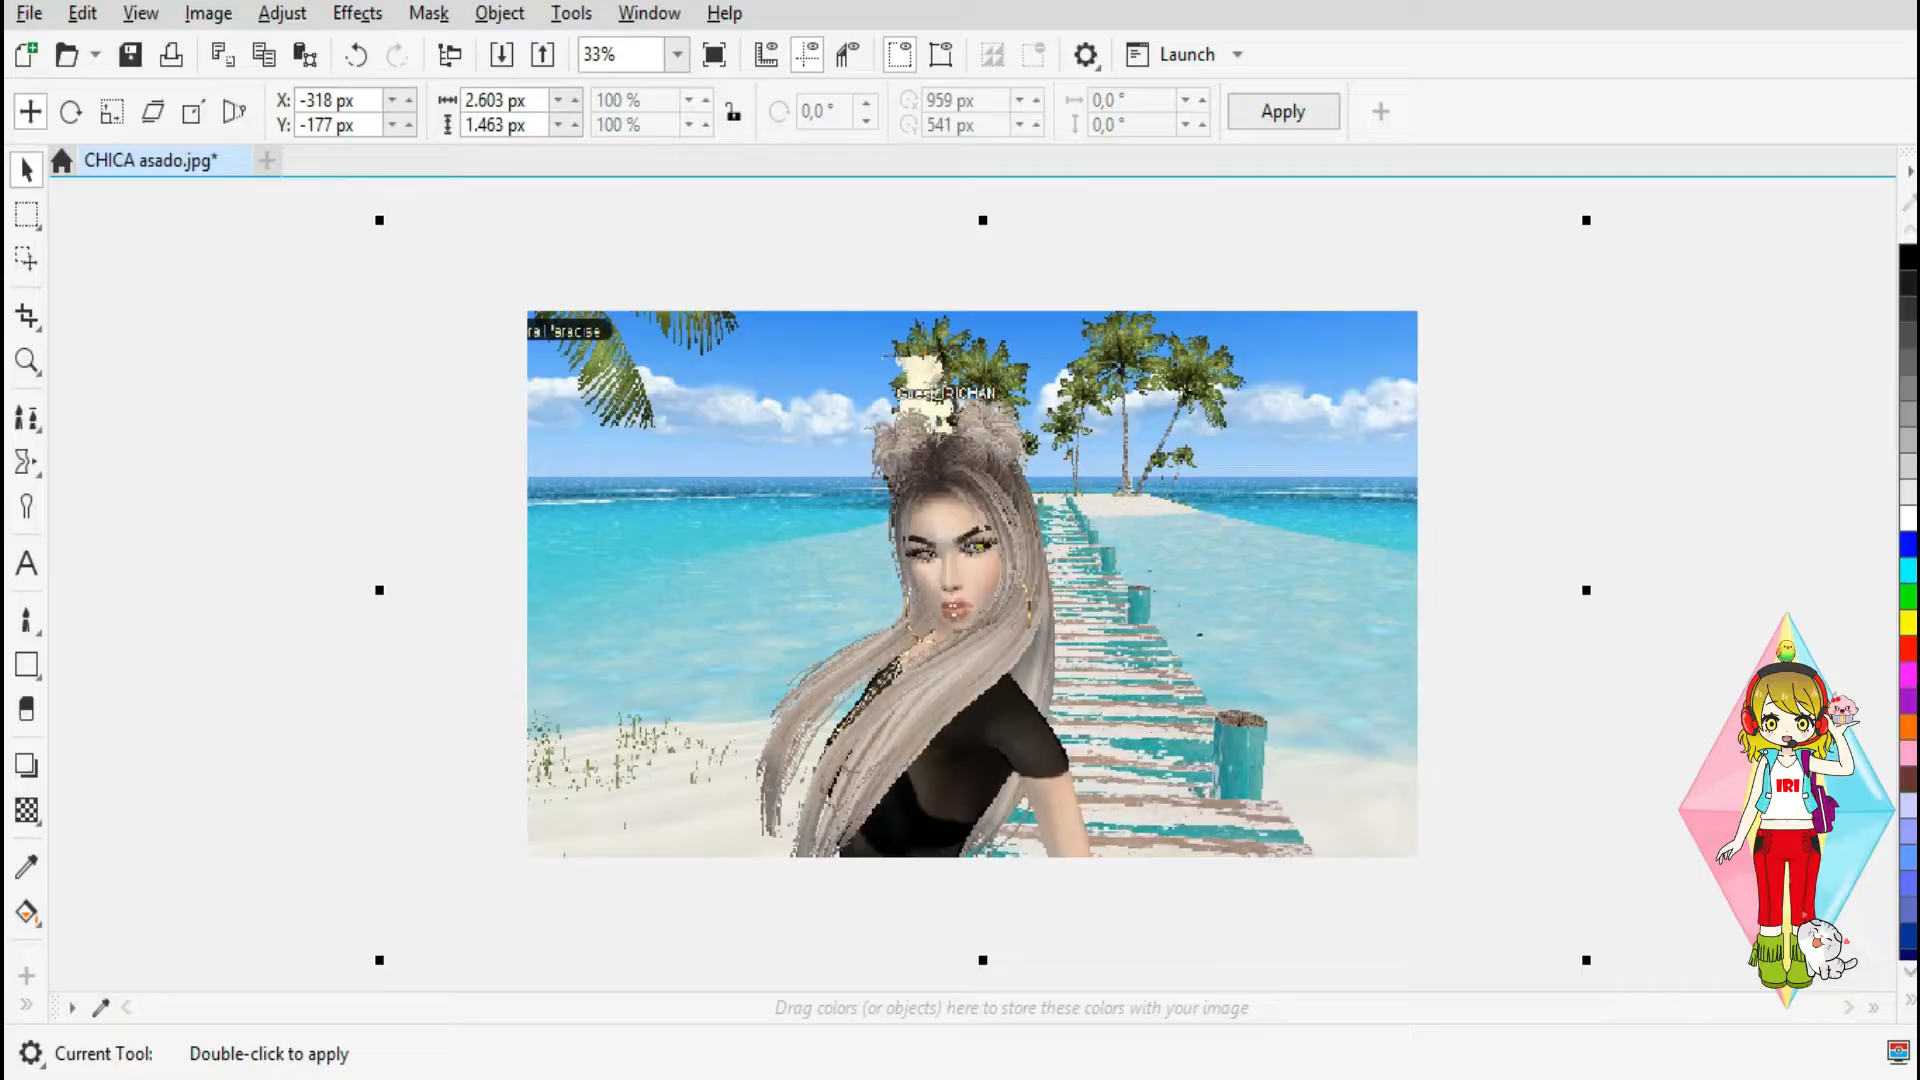 File Edit View Image Adjust Effects Mask Object Tools Window Help
33% Launch
X: -318 px 2.603 px 100 % 0,0 ° 959 px 0,0 ° Apply
Y: -177 px 1.463 px 100 % 541 px 0,0 °
CHICA asado.jpg*
IRI
Drag colors (or objects) here to store these colors with your image
Current Tool: Double-click to apply